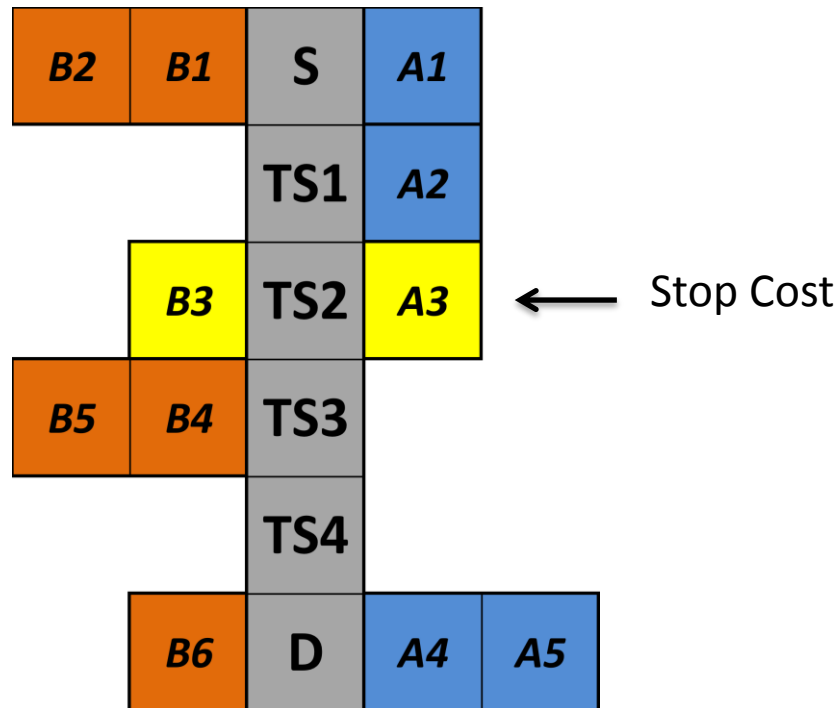 B2 B1 S A1
TS1 A2
B3 TS2 A3 Stop Cost
B5 B4 TS3
TS4
B6 D A4 A5